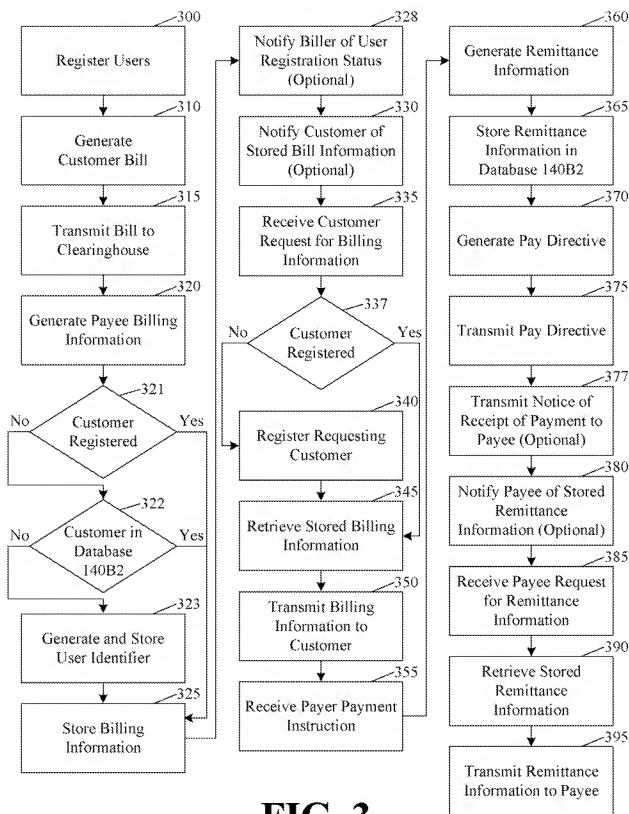 300
Register Users
310
Generate
Customer Bill
315
Transmit Bill to
Clearinghouse
320
Generate Payee Billing
Information
321
No
Customer
Registered
Yes
322
No
Customer in
Database
140B2
Yes
323
Generate and Store
User Identifier
325
Store Billing
Information
328
Notify Biller of User
Registration Status
(Optional)
330
Notify Customer of
Stored Bill Information
(Optional)
335
Receive Customer
Request for Billing
Information
337
No
Customer
Registered
Yes
340
Register Requesting
Customer
345
Retrieve Stored Billing
Information
350
Transmit Billing
Information to
Customer
355
Receive Payer Payment
Instruction
360
Generate Remittance
Information
365
Store Remittance
Information in
Database 140B2
370
Generate Pay Directive
375
Transmit Pay Directive
377
Transmit Notice of
Receipt of Payment to
Payee (Optional)
380
Notify Payee of Stored
Remittance
Information (Optional)
385
Receive Payee Request
for Remittance
Information
390
Retrieve Stored
Remittance
Information
395
Transmit Remittance
Information to Payee
FIG. 3